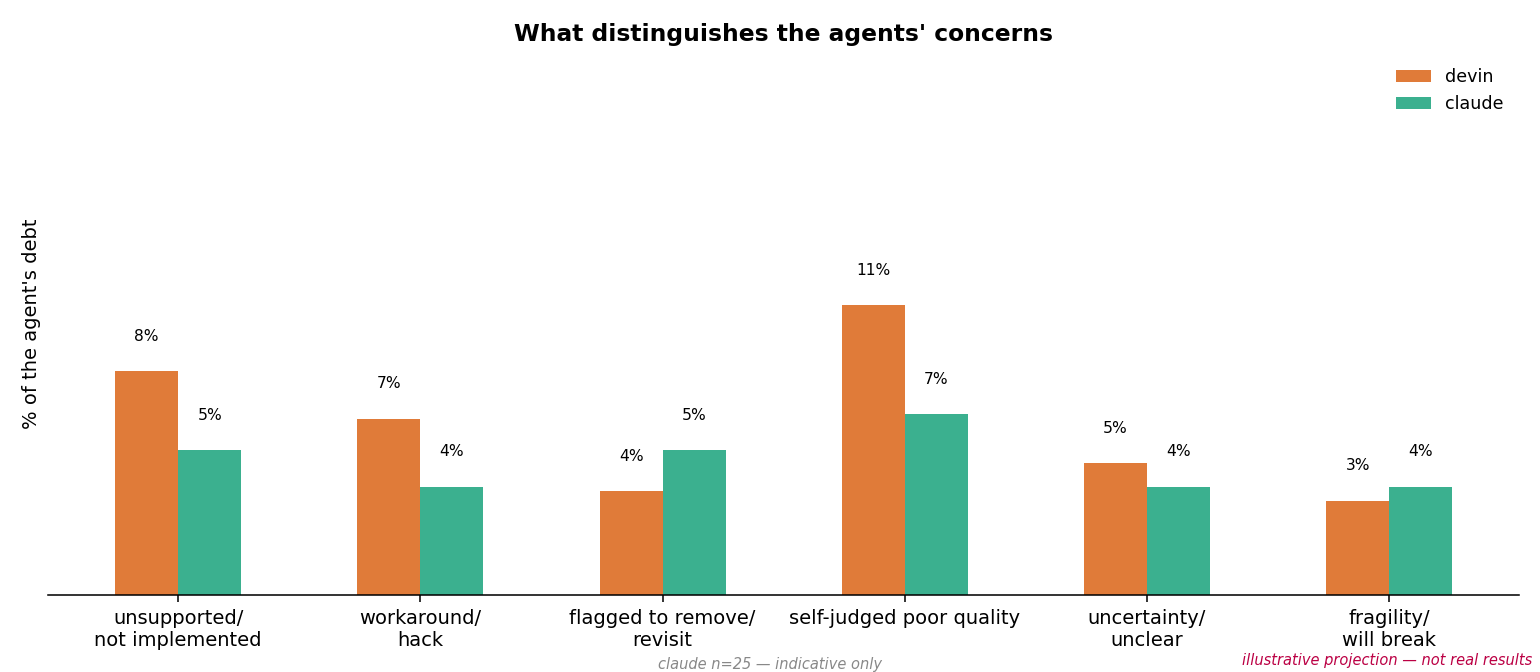 What distinguishes the agents' concerns
devin
claude
% of the agent's debt
8%
5%
7%
4%
4%
5%
11%
7%
5%
4%
3%
4%
unsupported/
not implemented
workaround/
hack
flagged to remove/
revisit
self-judged poor quality
uncertainty/
unclear
fragility/
will break
claude n=25 — indicative only
illustrative projection — not real results